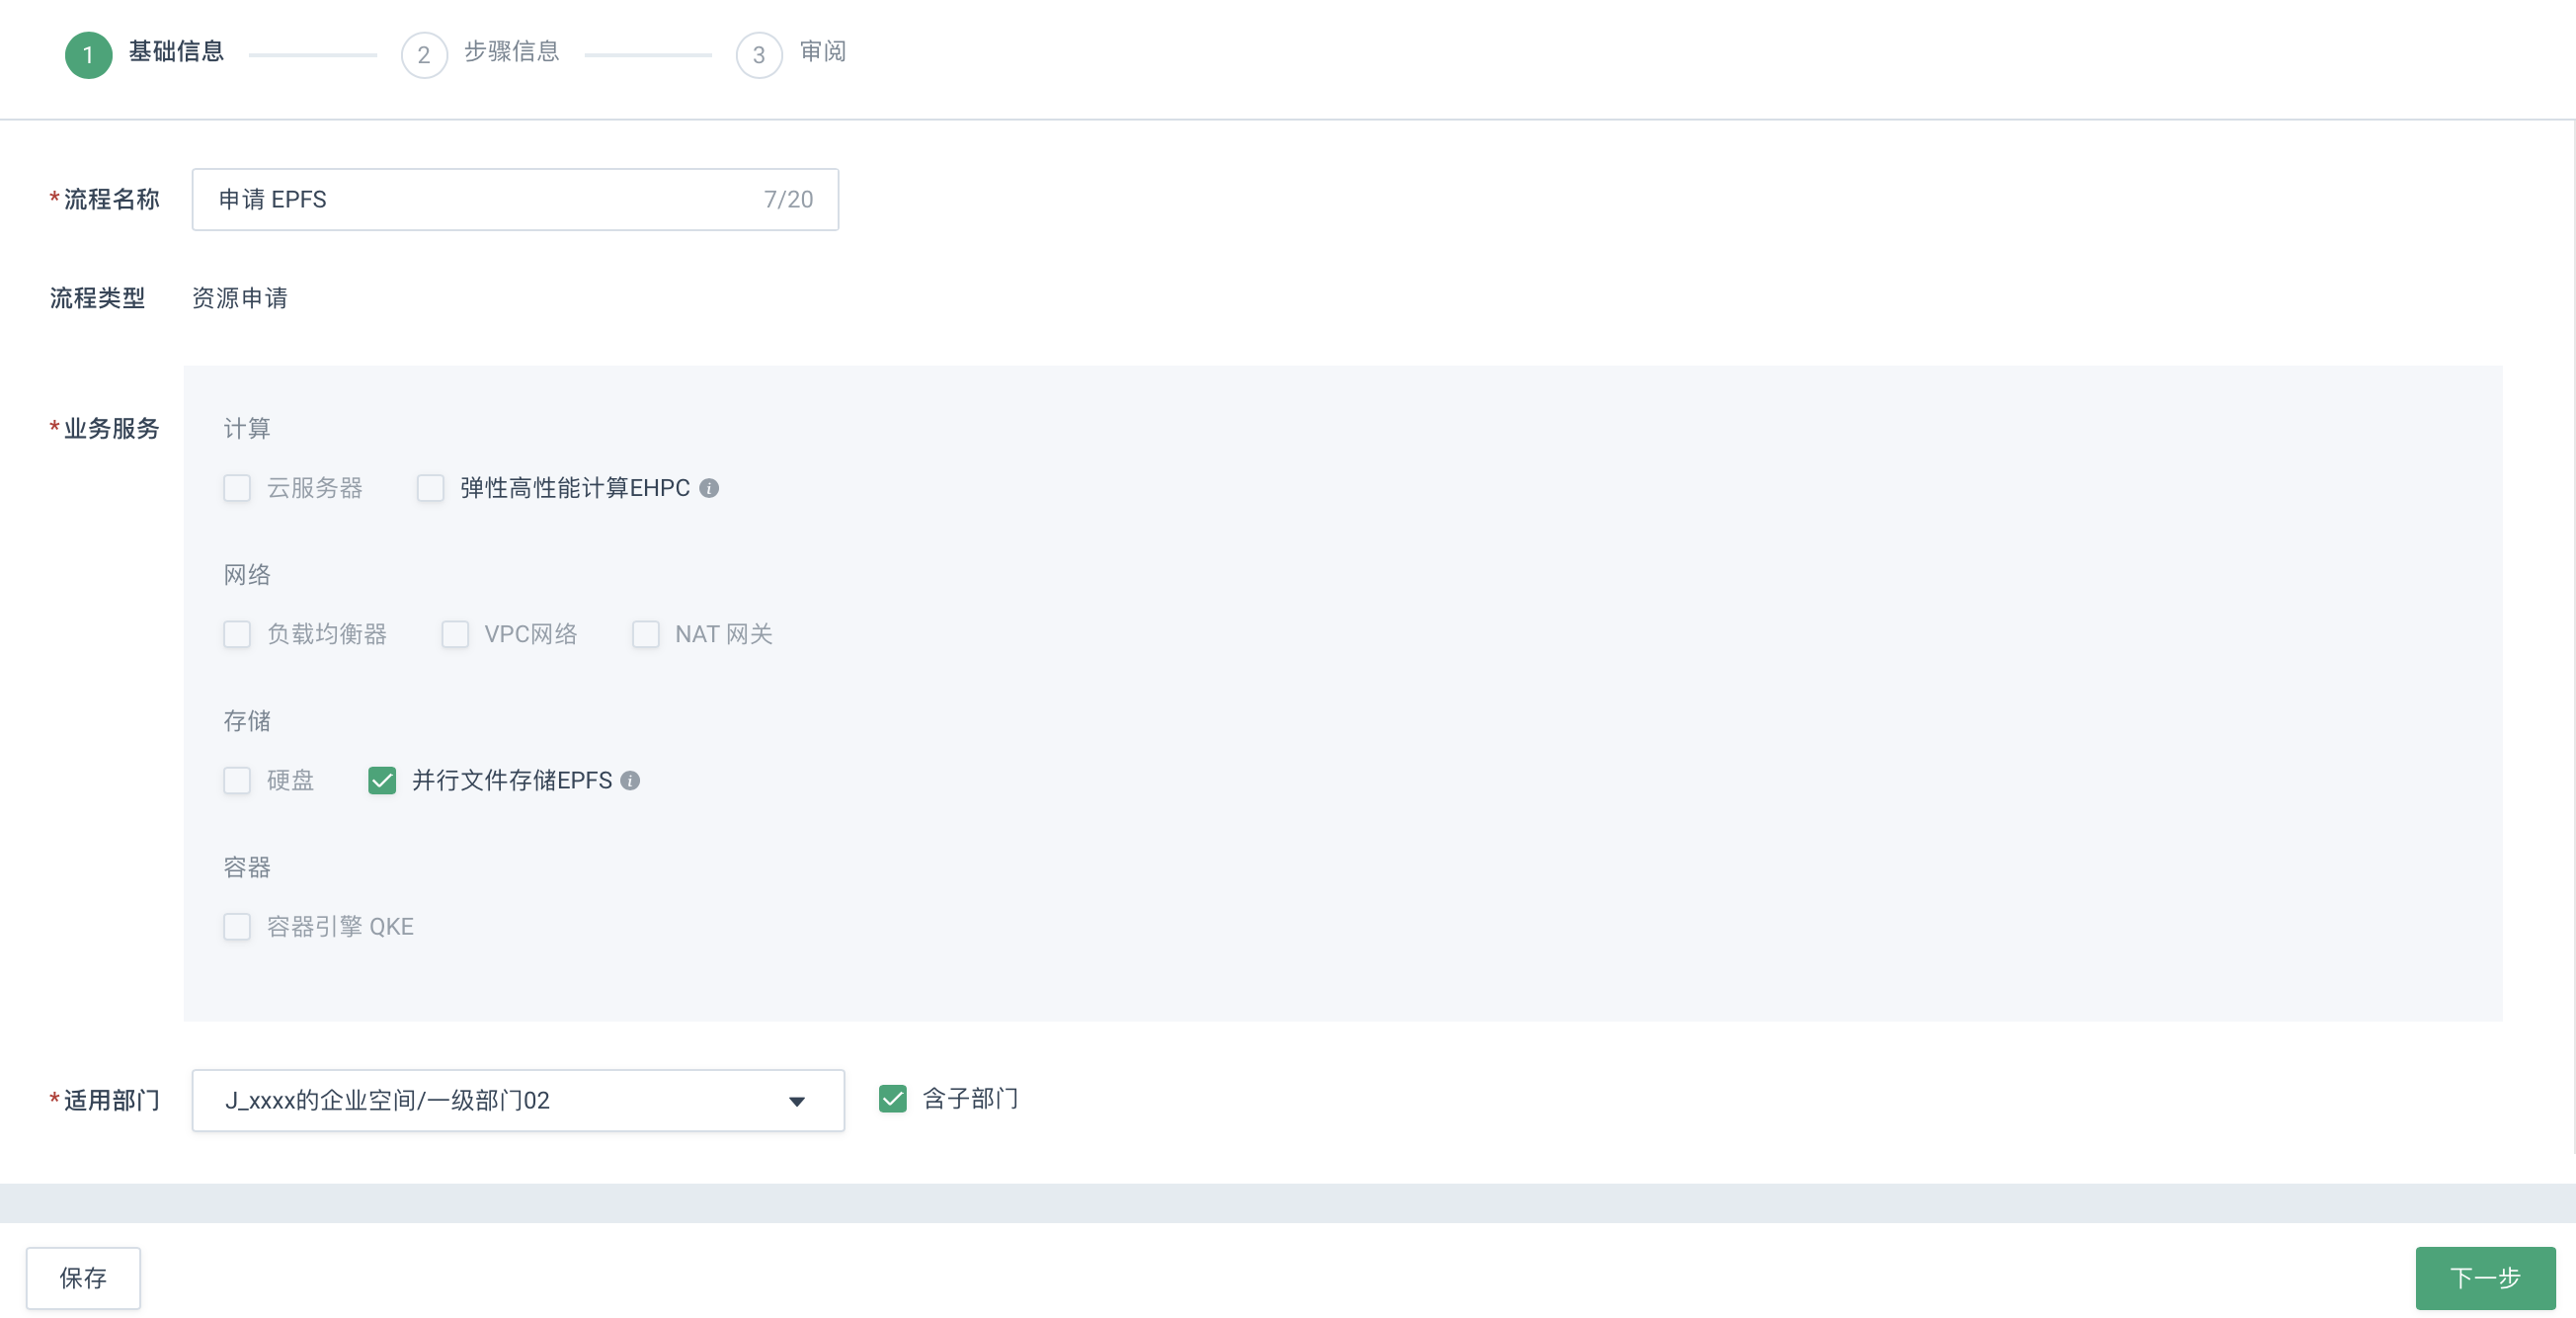 1 基础信息 2 步骤信息 3 审阅
*流程名称 申请 EPFS 7/20
流程类型 资源申请
*业务服务 计算
云服务器 弹性高性能计算EHPC i
网络
负载均衡器 VPC网络 NAT 网关
存储
硬盘 并行文件存储EPFS i
容器
容器引擎 QKE
*适用部门 J_xxxx的企业空间/一级部门02 含子部门
保存 下一步